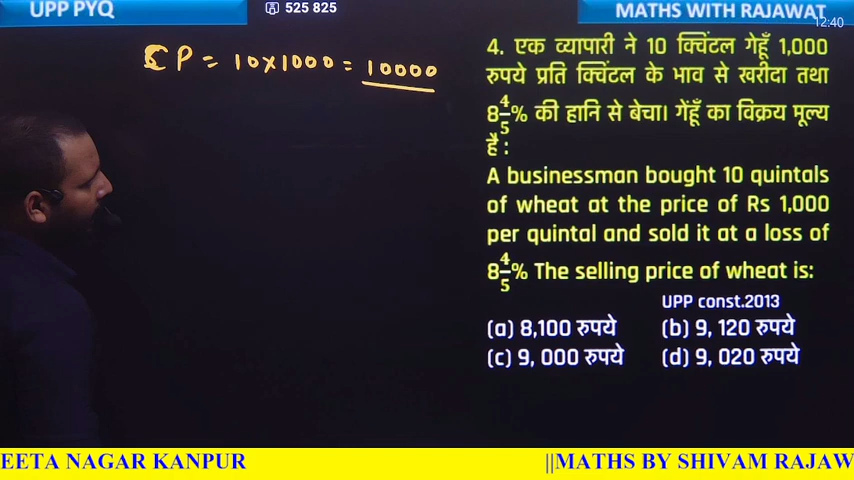 UPP PYQ
525 825
MATHS WITH RAJAWAT
12:40
CP = 10×1000 = 10000
4. एक व्यापारी ने 10 क्विंटल गेहूँ 1,000
रुपये प्रति क्विंटल के भाव से खरीदा तथा
8 4/5% की हानि से बेचा। गेंहूँ का विक्रय मूल्य
है :
A businessman bought 10 quintals
of wheat at the price of Rs 1,000
per quintal and sold it at a loss of
8 4/5% The selling price of wheat is:
UPP const.2013
(a) 8,100 रुपये (b) 9, 120 रुपये
(c) 9, 000 रुपये (d) 9, 020 रुपये
EETA NAGAR KANPUR ||MATHS BY SHIVAM RAJAW